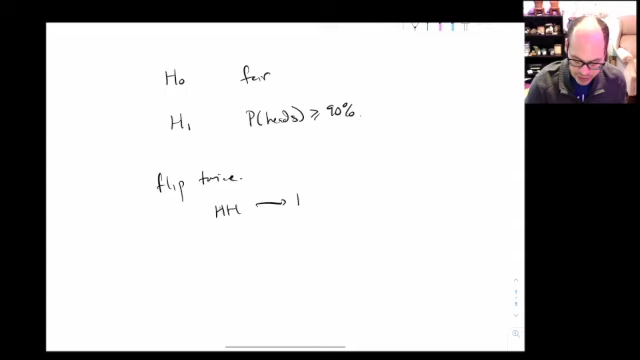 H₀ fair
H₁ P(heads) ≥ 90%.
flip twice.
HH → 1